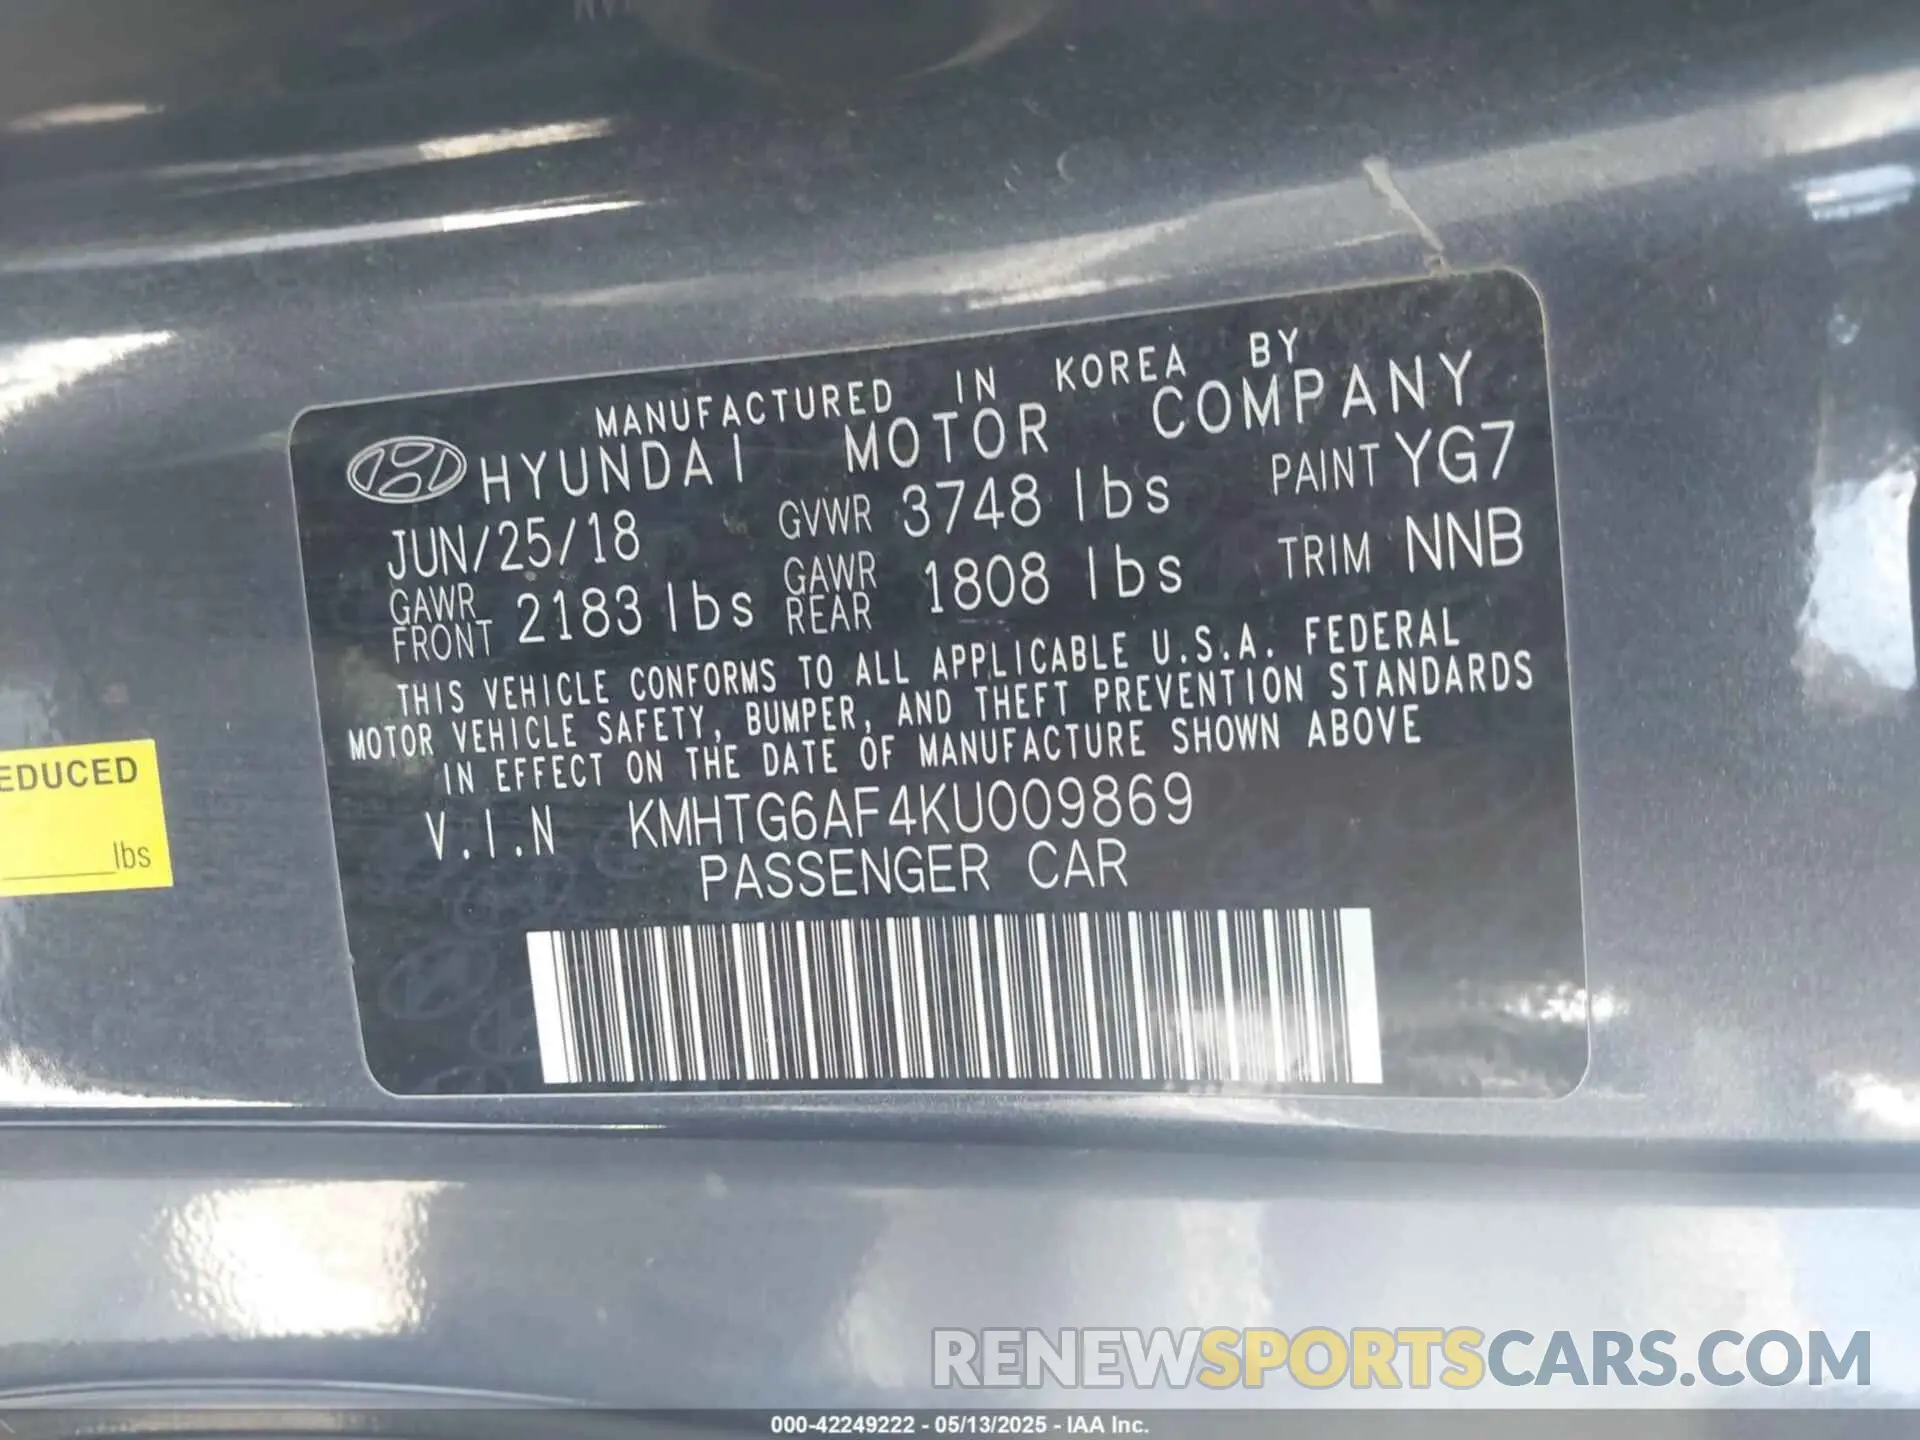 MANUFACTURED IN KOREA BY
HYUNDAI MOTOR COMPANY
JUN/25/18 GVWR 3748 lbs PAINT YG7
GAWR FRONT 2183 lbs GAWR REAR 1808 lbs TRIM NNB
THIS VEHICLE CONFORMS TO ALL APPLICABLE U.S.A. FEDERAL
MOTOR VEHICLE SAFETY, BUMPER, AND THEFT PREVENTION STANDARDS
IN EFFECT ON THE DATE OF MANUFACTURE SHOWN ABOVE
V.I.N KMHTG6AF4KU009869
PASSENGER CAR
EDUCED
lbs
RENEWSPORTSCARS.COM
000-42249222 - 05/13/2025 - IAA Inc.